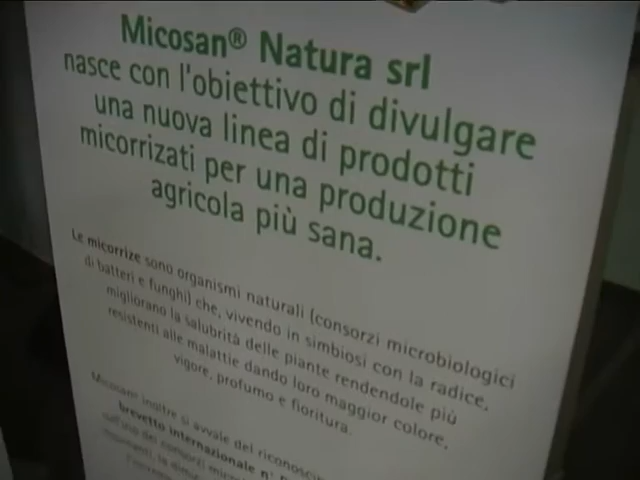 Micosan® Natura srl
nasce con l'obiettivo di divulgare
una nuova linea di prodotti
micorrizati per una produzione
agricola più sana.
Le micorrize sono organismi naturali (consorzi microbiologici
di batteri e funghi) che, vivendo in simbiosi con la radice,
migliorano la salubrità delle piante rendendole più
resistenti alle malattie dando loro maggior colore,
vigore, profumo e fioritura.
Micosan inoltre si avvale del
brevetto internazionale n°